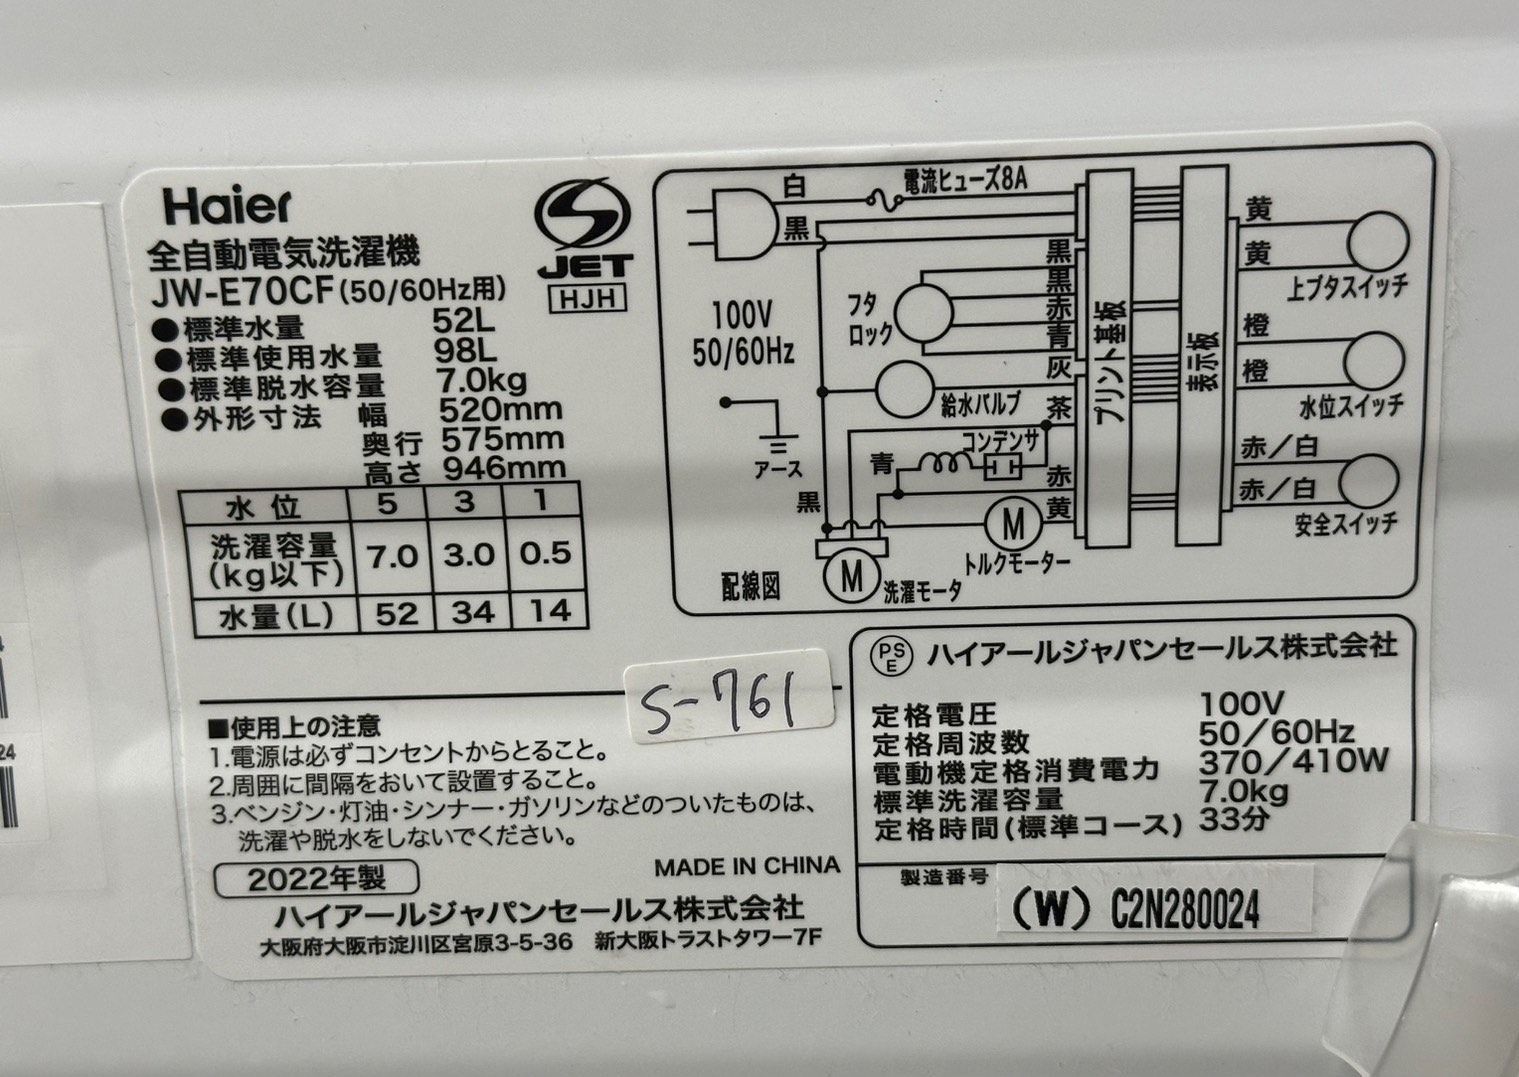 Haier
全自動電気洗濯機
JW-E70CF(50/60Hz用)
JET
HJH
●標準水量 52L
●標準使用水量 98L
●標準脱水容量 7.0kg
●外形寸法 幅 520mm
奥行 575mm
高さ 946mm
水位 5 3 1
洗濯容量(kg以下) 7.0 3.0 0.5
水量(L) 52 34 14
白
電流ヒューズ8A
黒
100V
50/60Hz
アース
黒
黒
赤
青
灰
茶
赤
黄
フタ
ロック
給水バルブ
コンデンサ
青
黒
M
トルクモーター
M
洗濯モータ
配線図
プリント基板
表示板
黄
黄
上ブタスイッチ
橙
橙
水位スイッチ
赤/白
赤/白
安全スイッチ
S-761
■使用上の注意
1.電源は必ずコンセントからとること。
2.周囲に間隔をおいて設置すること。
3.ベンジン・灯油・シンナー・ガソリンなどのついたものは、
洗濯や脱水をしないでください。
2022年製
MADE IN CHINA
ハイアールジャパンセールス株式会社
大阪府大阪市淀川区宮原3-5-36 新大阪トラストタワー7F
PSE ハイアールジャパンセールス株式会社
定格電圧 100V
定格周波数 50/60Hz
電動機定格消費電力 370/410W
標準洗濯容量 7.0kg
定格時間(標準コース) 33分
製造番号
(W) C2N280024
24